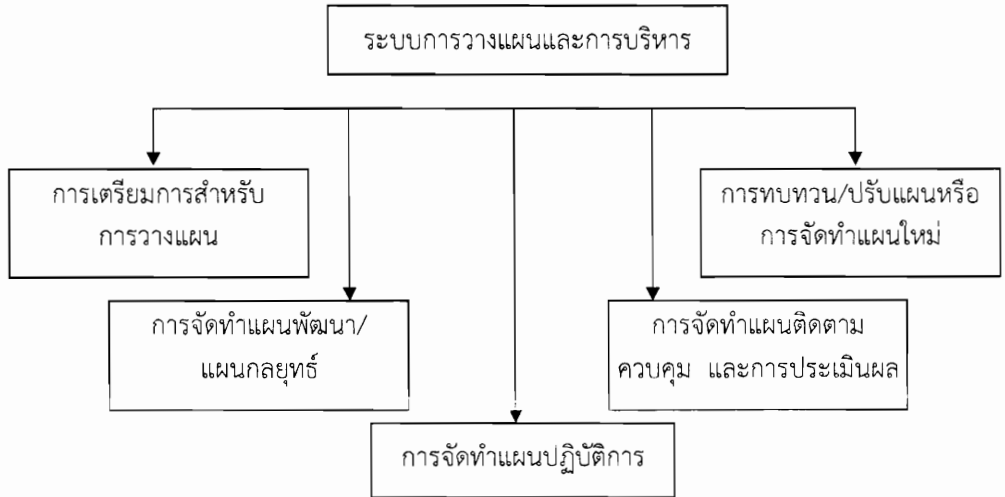 ระบบการวางแผนและการบริหาร
การเตรียมการสำหรับ
การวางแผน
การทบทวน/ปรับแผนหรือ
การจัดทำแผนใหม่
การจัดทำแผนพัฒนา/
แผนกลยุทธ์
การจัดทำแผนติดตาม
ควบคุม และการประเมินผล
การจัดทำแผนปฏิบัติการ